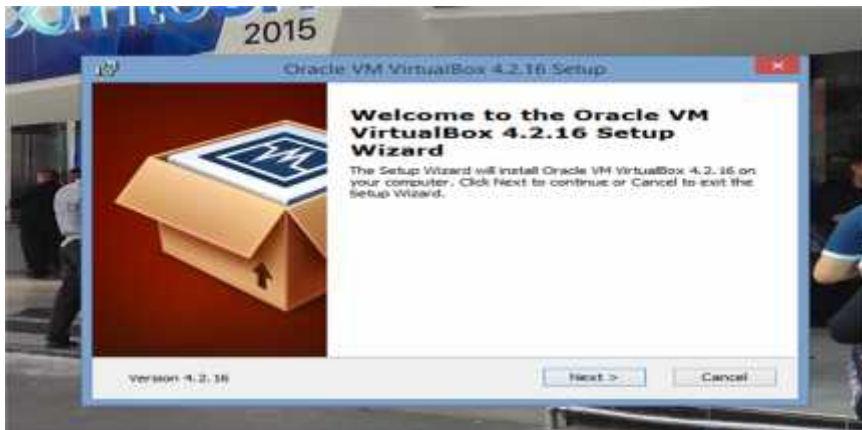 2015
Oracle VM VirtualBox 4.2.16 Setup
Welcome to the Oracle VM
VirtualBox 4.2.16 Setup
Wizard
The Setup Wizard will install Oracle VM VirtualBox 4.2.16 on
your computer. Click Next to continue or Cancel to exit the
Setup Wizard.
Version 4.2.16
Next >
Cancel